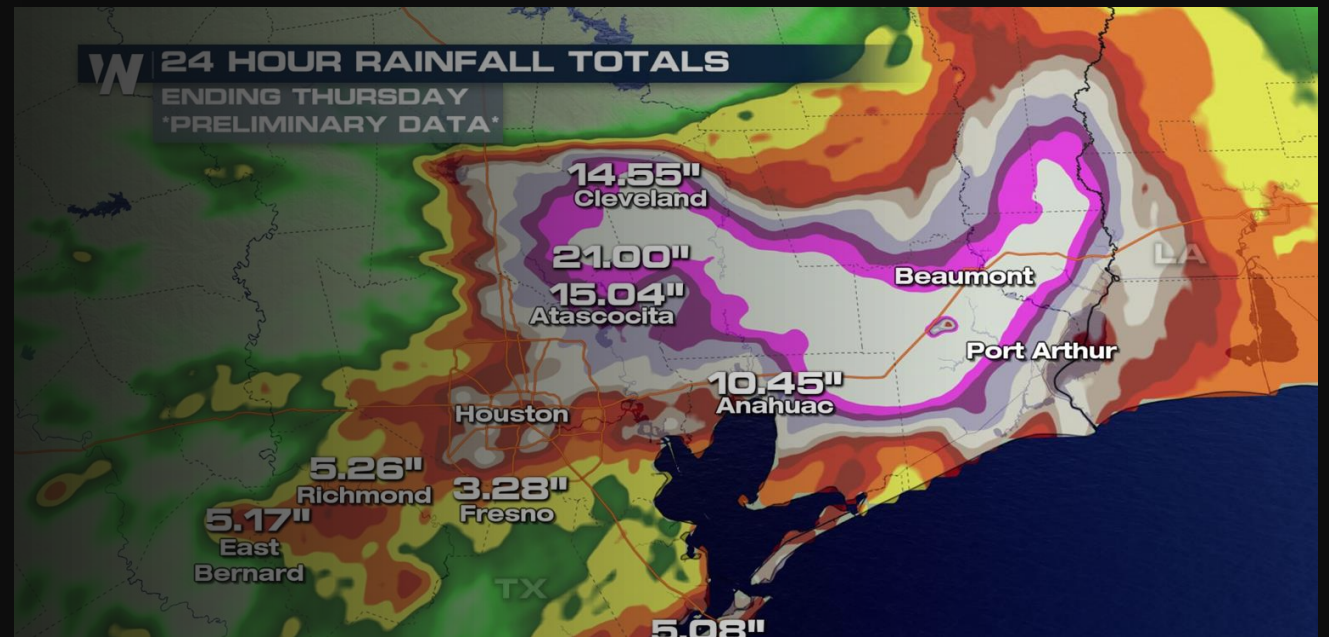 W
24 HOUR RAINFALL TOTALS
ENDING THURSDAY
*PRELIMINARY DATA*
14.55"
Cleveland
21.00"
15.04"
Atascocita
Beaumont
LA
Port Arthur
10.45"
Anahuac
Houston
5.26"
Richmond
3.28"
Fresno
5.17"
East
Bernard
TX
5.08"